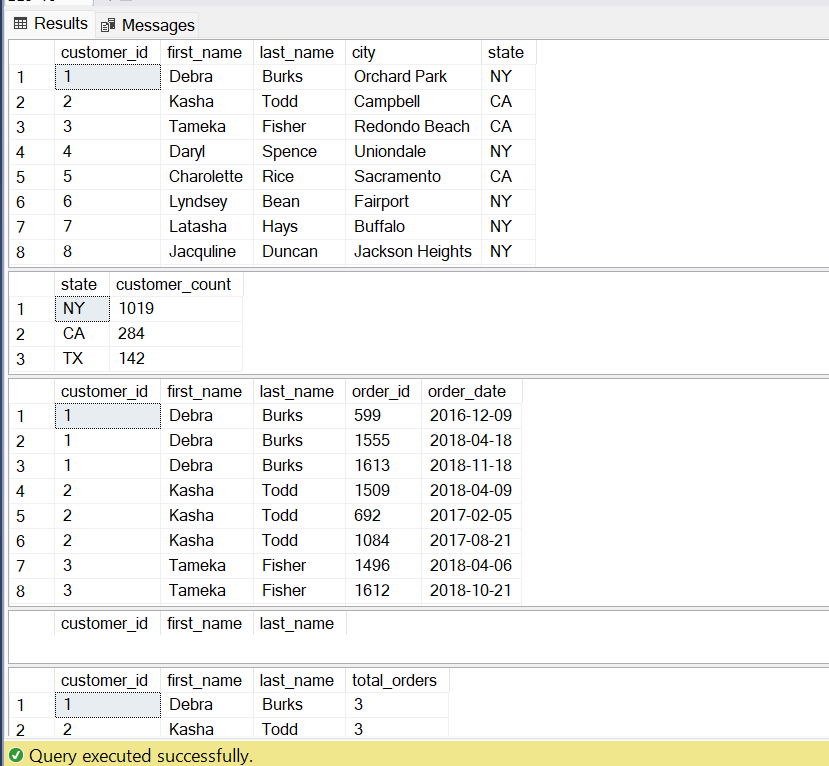 Results Messages
customer_id first_name last_name city state
1 1 Debra Burks Orchard Park NY
2 2 Kasha Todd Campbell CA
3 3 Tameka Fisher Redondo Beach CA
4 4 Daryl Spence Uniondale NY
5 5 Charolette Rice Sacramento CA
6 6 Lyndsey Bean Fairport NY
7 7 Latasha Hays Buffalo NY
8 8 Jacquline Duncan Jackson Heights NY
state customer_count
1 NY 1019
2 CA 284
3 TX 142
customer_id first_name last_name order_id order_date
1 1 Debra Burks 599 2016-12-09
2 1 Debra Burks 1555 2018-04-18
3 1 Debra Burks 1613 2018-11-18
4 2 Kasha Todd 1509 2018-04-09
5 2 Kasha Todd 692 2017-02-05
6 2 Kasha Todd 1084 2017-08-21
7 3 Tameka Fisher 1496 2018-04-06
8 3 Tameka Fisher 1612 2018-10-21
customer_id first_name last_name
customer_id first_name last_name total_orders
1 1 Debra Burks 3
2 2 Kasha Todd 3
Query executed successfully.